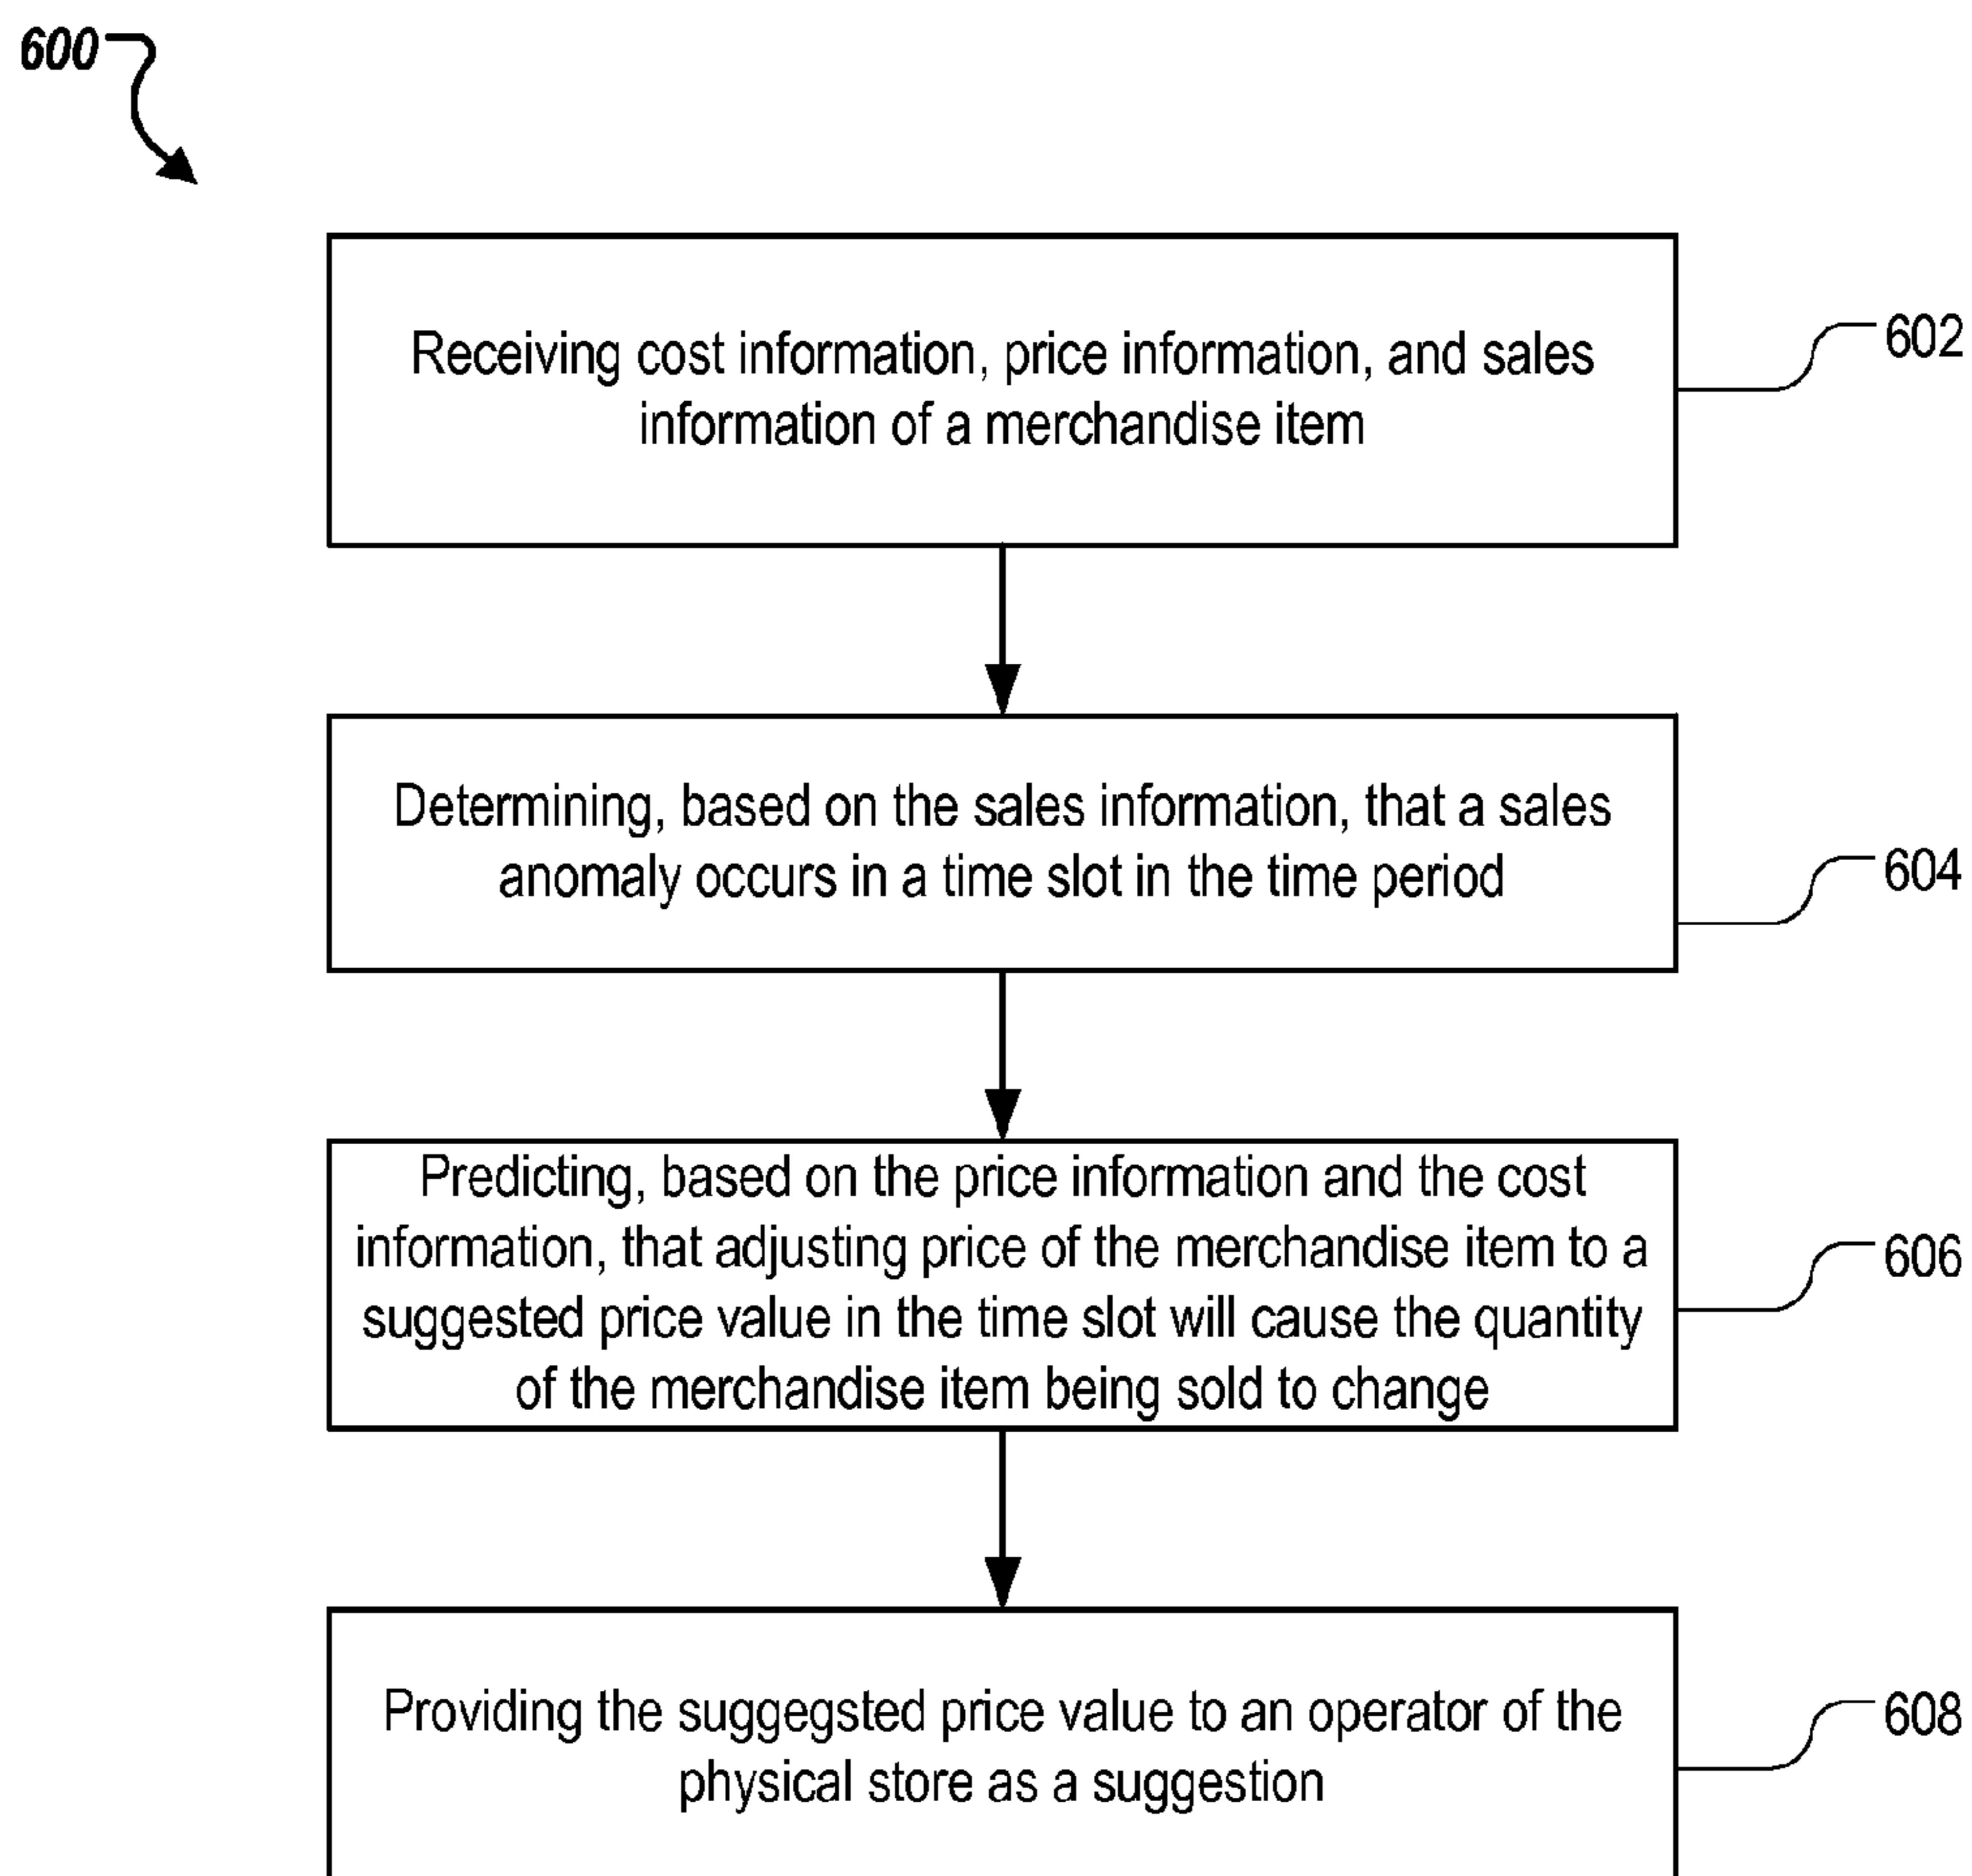 600
Receiving cost information, price information, and sales
information of a merchandise item
602
Determining, based on the sales information, that a sales
anomaly occurs in a time slot in the time period
604
Predicting, based on the price information and the cost
information, that adjusting price of the merchandise item to a
suggested price value in the time slot will cause the quantity
of the merchandise item being sold to change
606
Providing the suggegsted price value to an operator of the
physical store as a suggestion
608